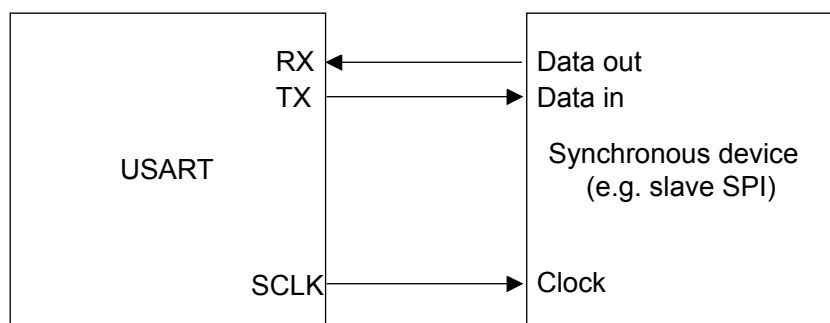 RX
Data out
TX
Data in
USART
Synchronous device
(e.g. slave SPI)
SCLK
Clock